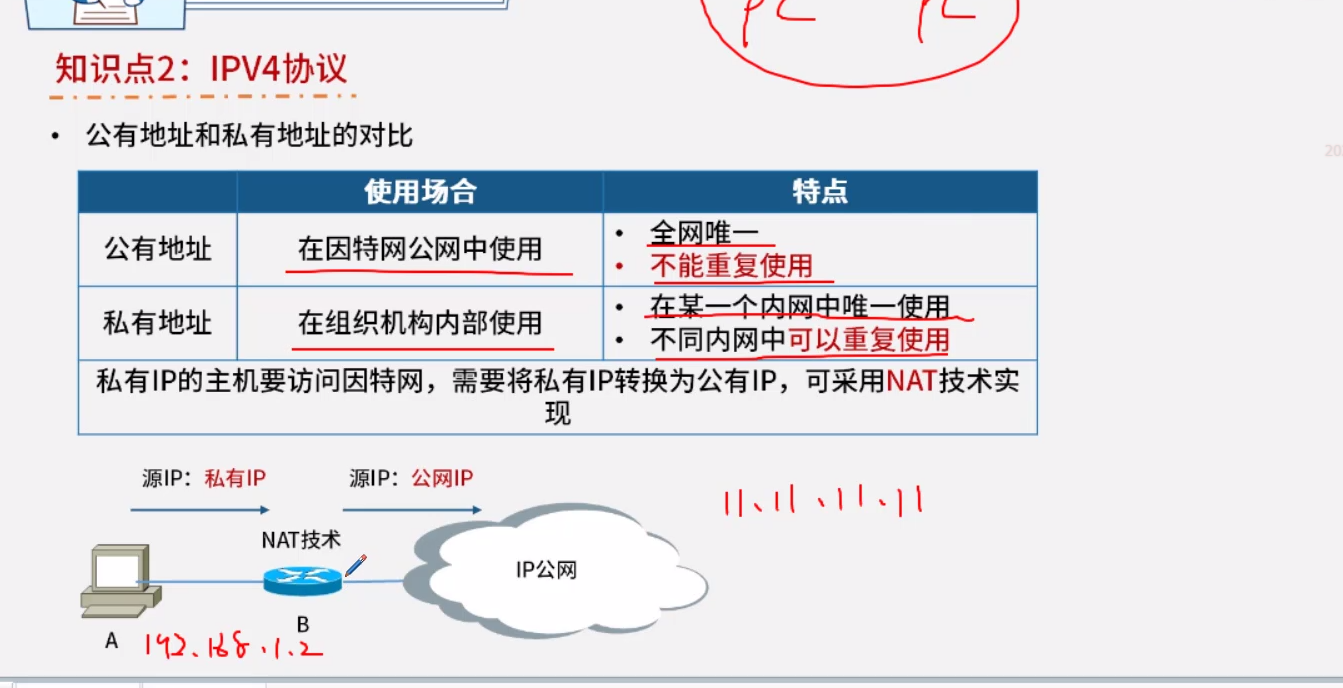 PC PC
知识点2：IPV4协议
• 公有地址和私有地址的对比
使用场合 特点
公有地址 在因特网公网中使用 • 全网唯一
• 不能重复使用
私有地址 在组织机构内部使用 • 在某一个内网中唯一使用
• 不同内网中可以重复使用
私有IP的主机要访问因特网，需要将私有IP转换为公有IP，可采用NAT技术实
现
源IP：私有IP 源IP：公网IP
11.11.11.11
NAT技术
IP公网
B
A 192.168.1.2
20